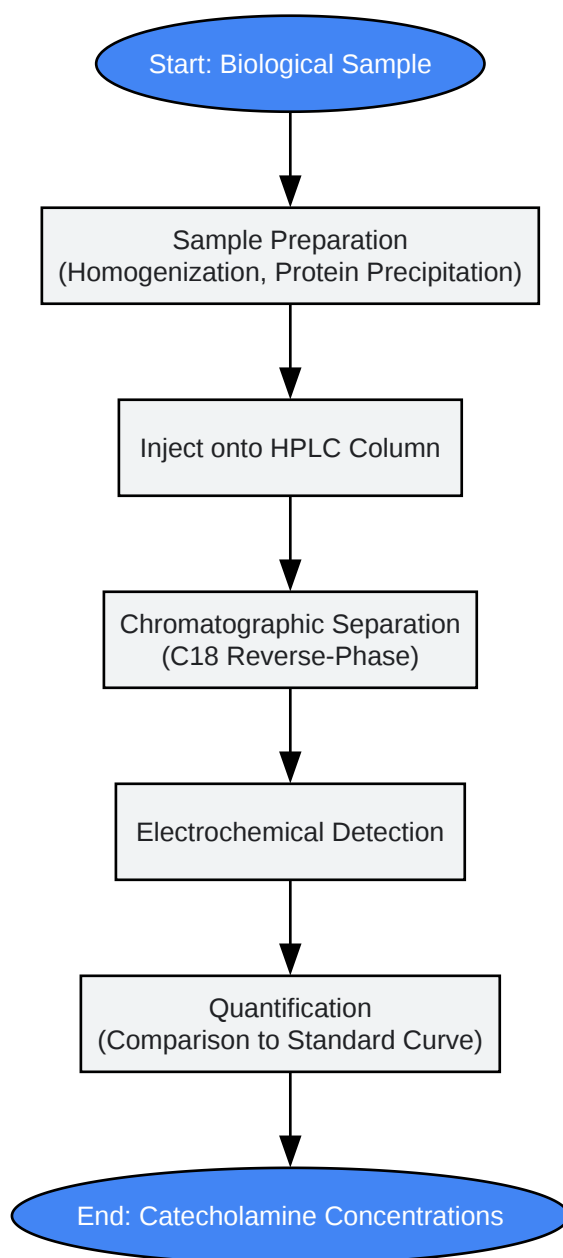 Start: Biological Sample
Sample Preparation
(Homogenization, Protein Precipitation)
Inject onto HPLC Column
Chromatographic Separation
(C18 Reverse-Phase)
Electrochemical Detection
Quantification
(Comparison to Standard Curve)
End: Catecholamine Concentrations